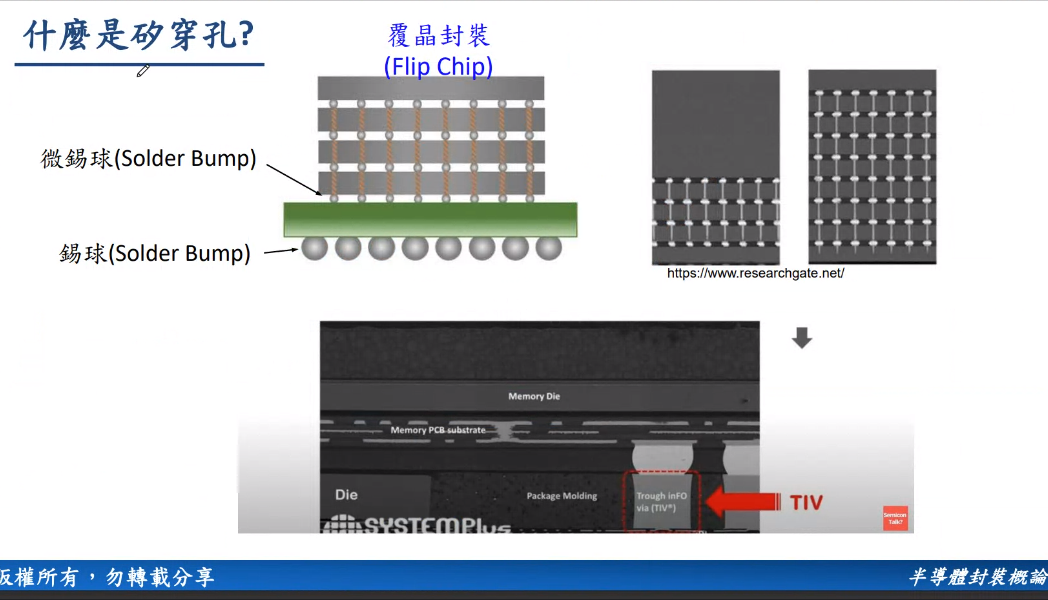 什麼是矽穿孔?
覆晶封裝
(Flip Chip)
微錫球(Solder Bump)
錫球(Solder Bump)
https://www.researchgate.net/
Memory Die
Memory PCB substrate
Die
Package Molding
Trough inFO
via (TIV®)
TIV
SYSTEMPlus
Semicon
Talk?
版權所有，勿轉載分享
半導體封裝概論